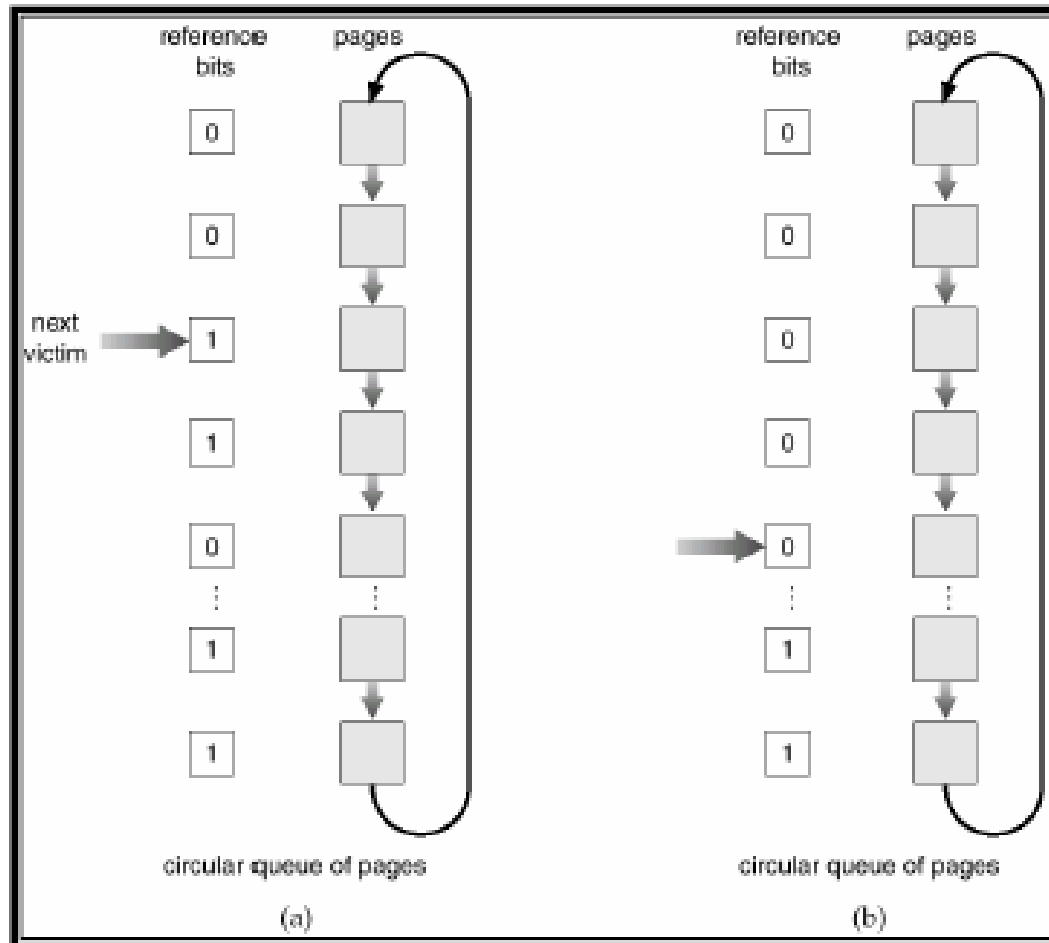 reference bits
pages
0
0
next victim
1
1
0
1
1
circular queue of pages
(a)
reference bits
pages
0
0
0
0
0
1
1
circular queue of pages
(b)